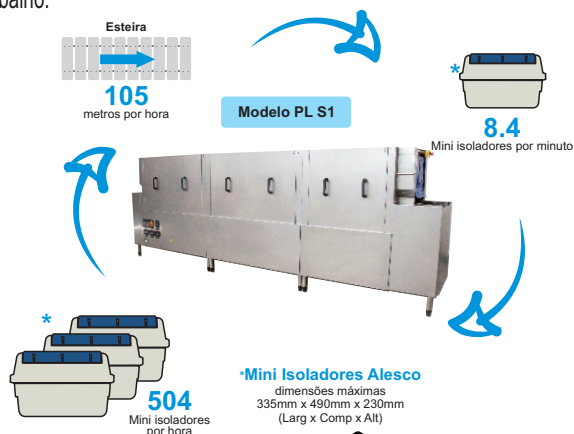 balho.
Esteira
105
metros por hora
Modelo PL S1
*
8.4
Mini isoladores por minuto
*
504
Mini isoladores
por hora
*Mini Isoladores Alesco
dimensões máximas
335mm x 490mm x 230mm
(Larg x Comp x Alt)